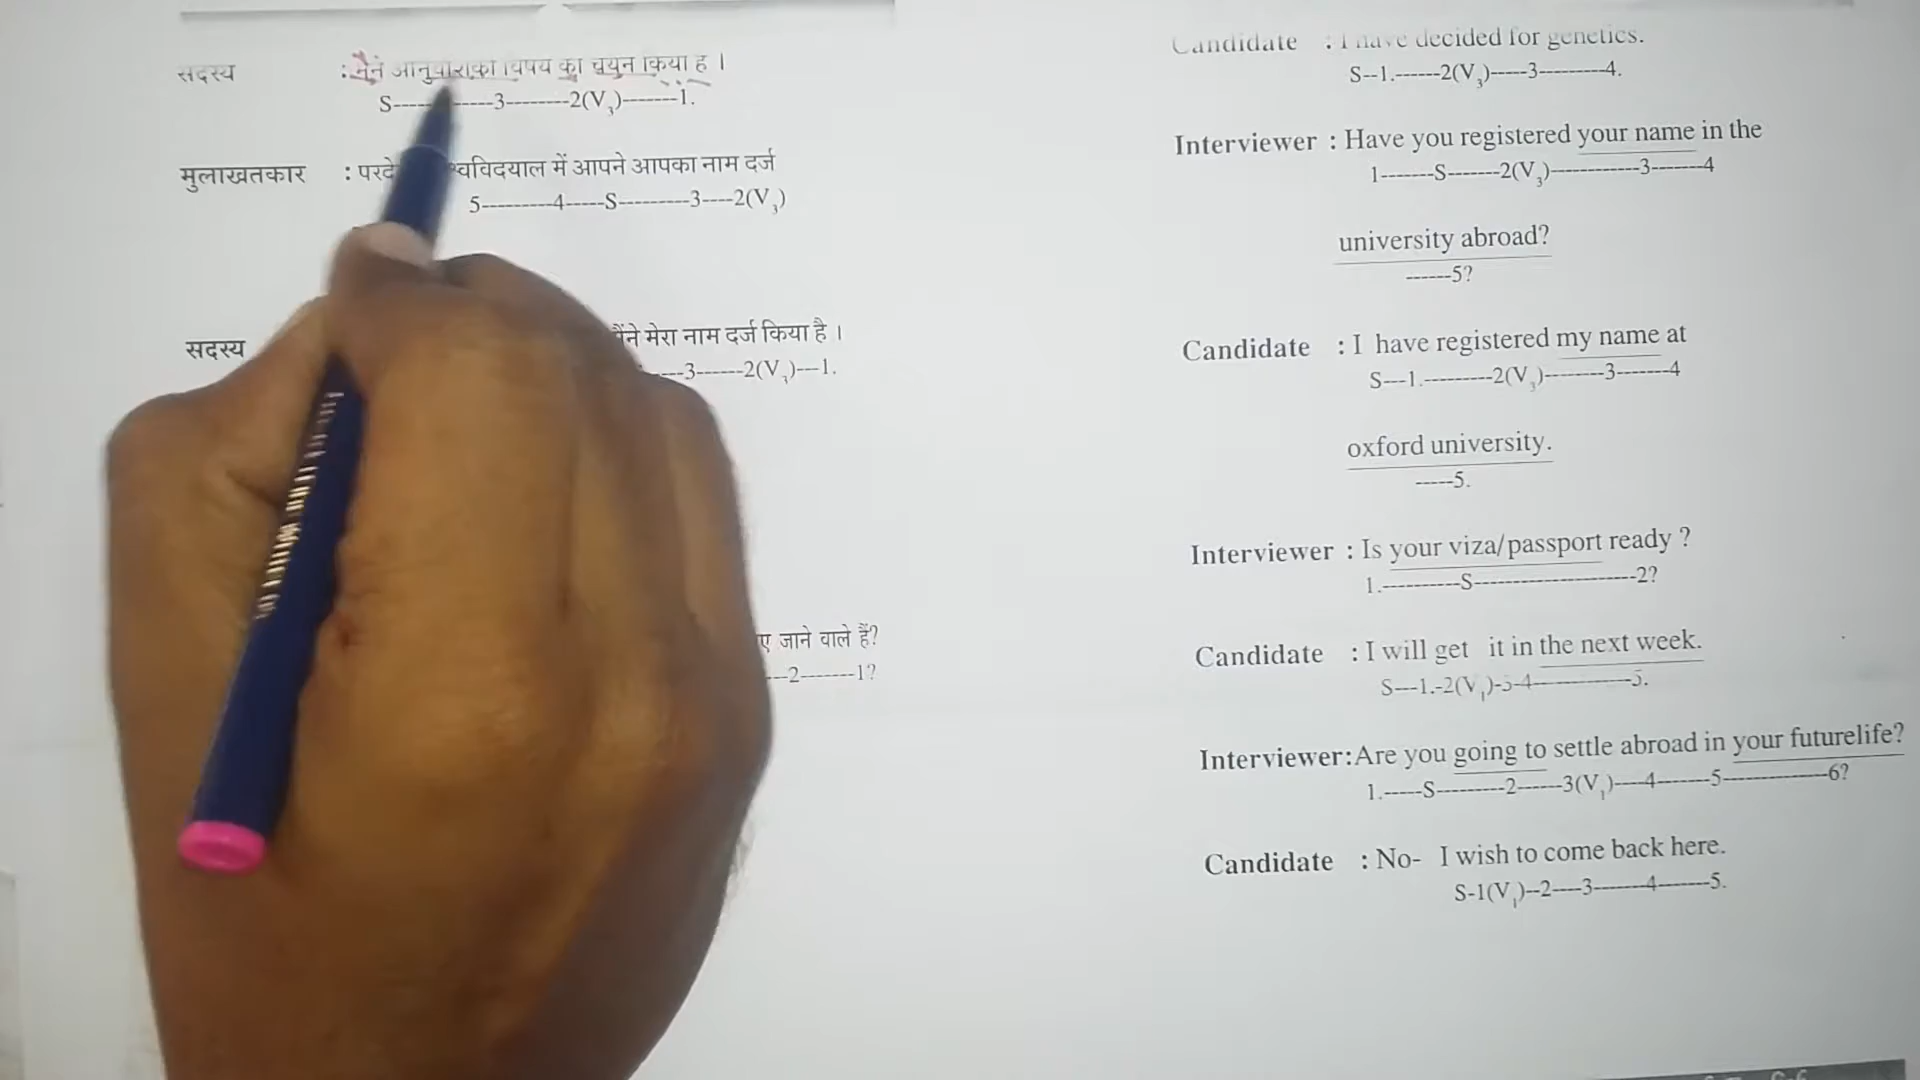 सदस्य : मैने आनुवांशिकी विषय का चयन किया है ।
S----------3--------2(V3)-------1.
मुलाखतकार : में आपने आपका नाम दर्ज
5---------4-----S---------3----2(V3)
सदस्य मेरा नाम दर्ज किया है ।
----3------2(V3)---1.
जाने वाले हैं?
---2-------1?
Candidate : I have decided for genetics.
S--1.------2(V3)-----3---------4.
Interviewer : Have you registered your name in the
1-------S-------2(V3)------------3-------4
university abroad?
------5?
Candidate : I have registered my name at
S---1.---------2(V3)--------3-------4
oxford university.
-----5.
Interviewer : Is your viza/passport ready ?
1.----------S---------------------2?
Candidate : I will get it in the next week.
S---1.-2(V1)-3-4-------------5.
Interviewer:Are you going to settle abroad in your futurelife?
1.-----S---------2------3(V1)----4-------5--------------6?
Candidate : No- I wish to come back here.
S-1(V1)--2----3-------4-------5.